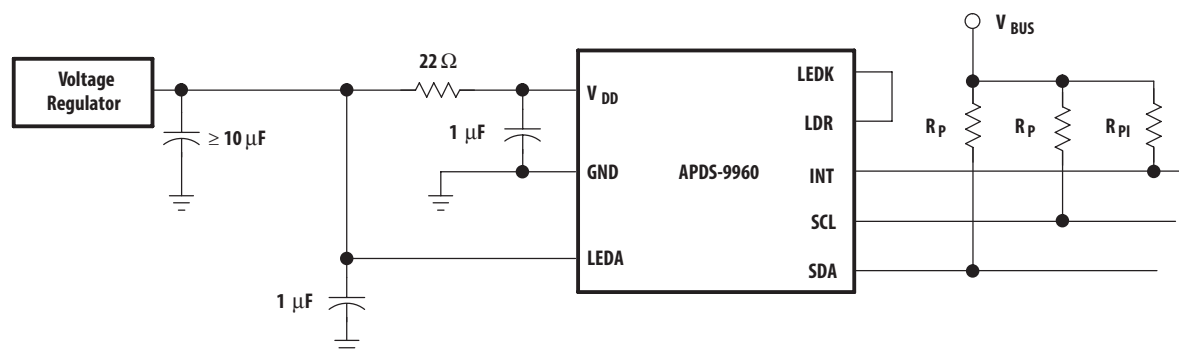 V BUS
Voltage
Regulator
22 Ω
≥ 10 µF
1 µF
V DD
GND
LEDA
1 µF
APDS-9960
LEDK
LDR
INT
SCL
SDA
R P
R P
R PI